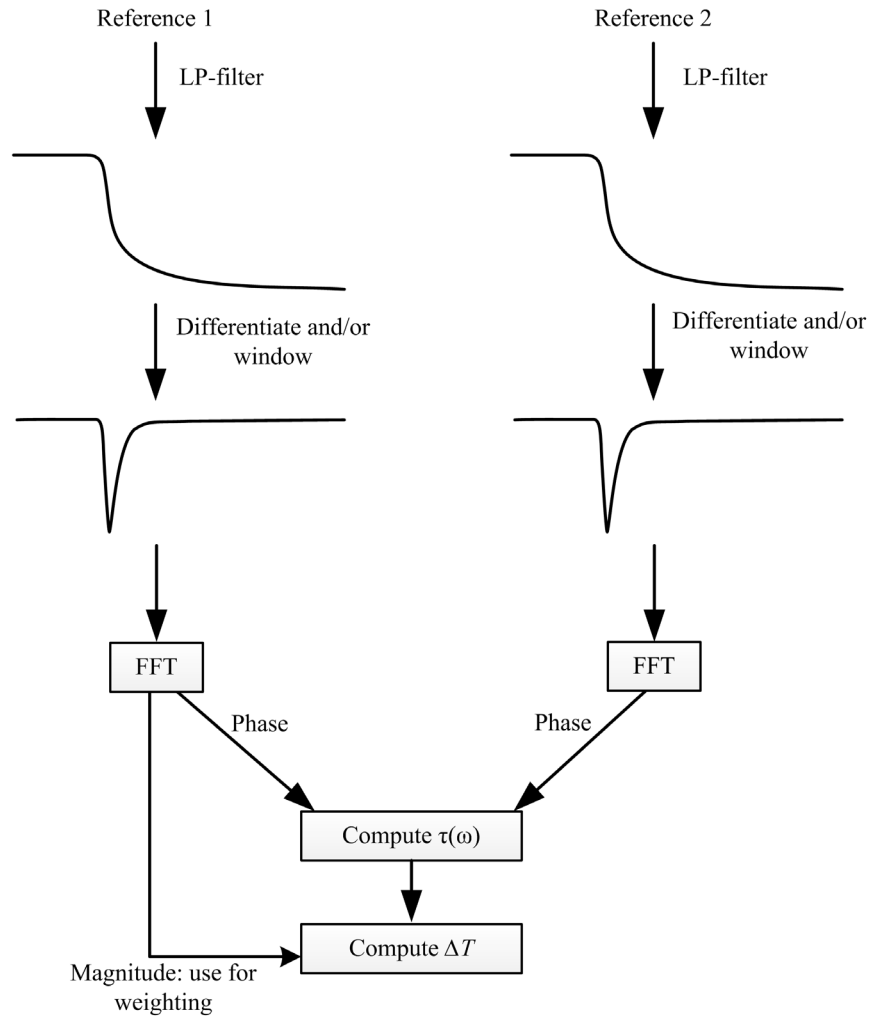 Reference 1
Reference 2
LP-filter
LP-filter
Differentiate and/or
window
Differentiate and/or
window
FFT
FFT
Phase
Phase
Compute τ(ω)
Compute ΔT
Magnitude: use for
weighting